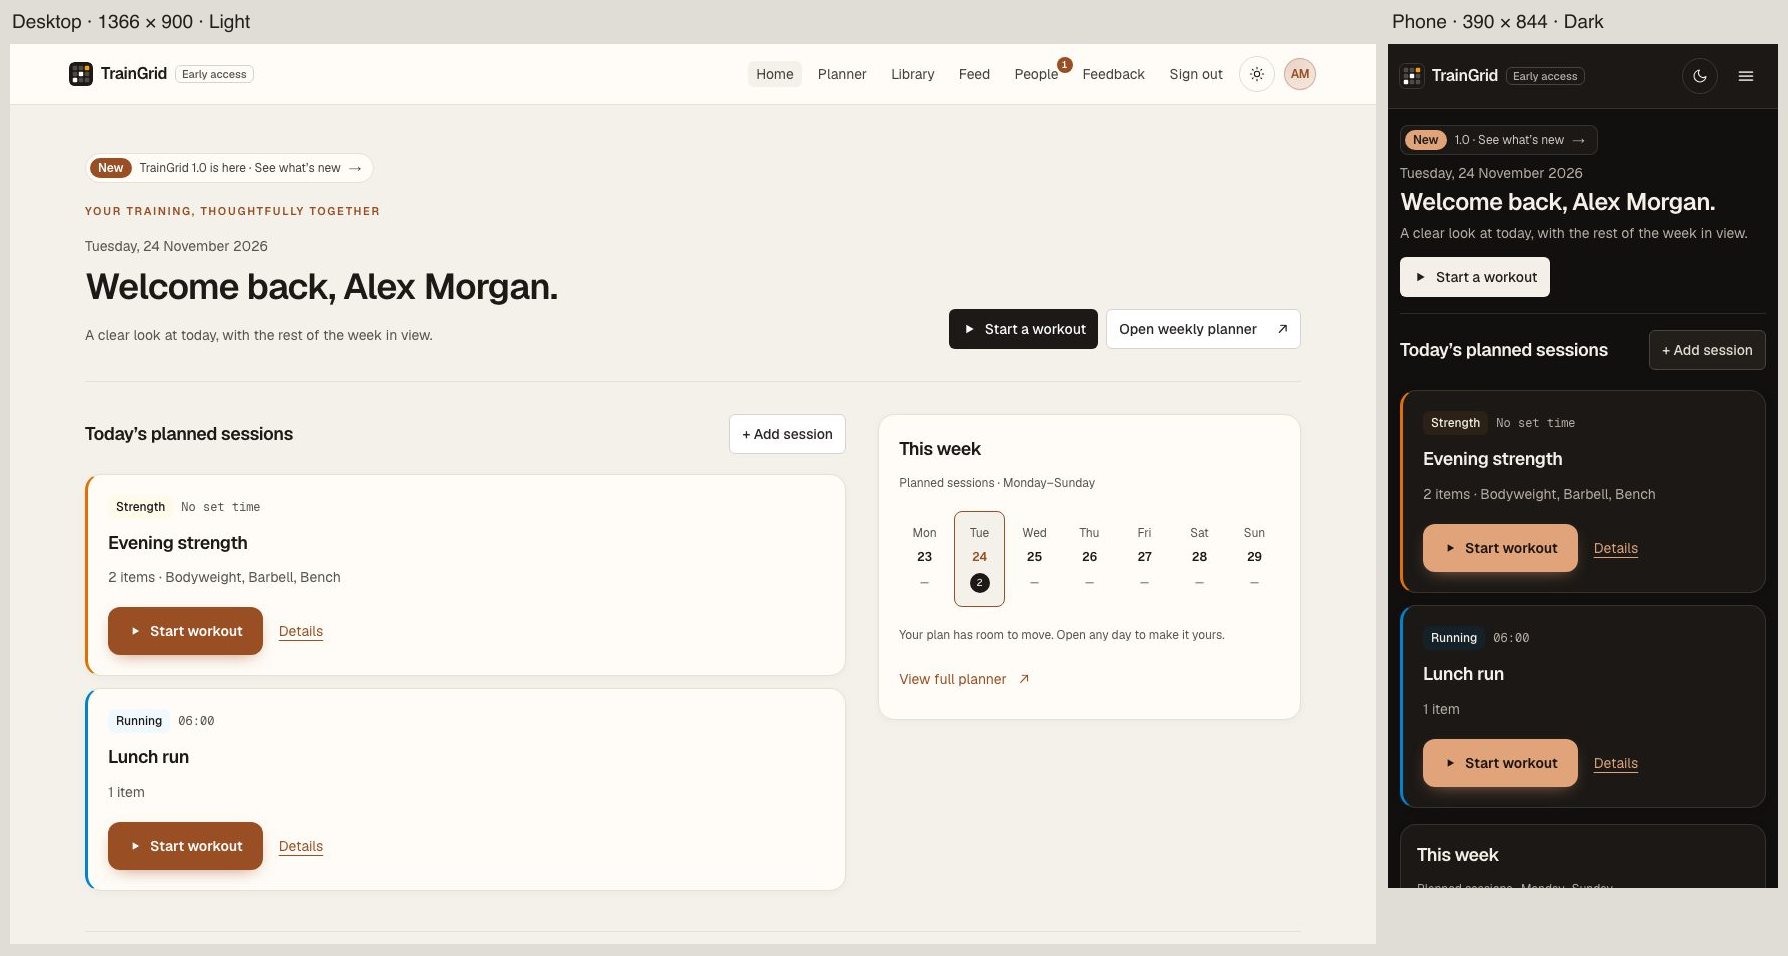 Desktop · 1366 × 900 · Light
TrainGrid Early access
Home Planner Library Feed People 1 Feedback Sign out AM
New TrainGrid 1.0 is here · See what’s new →
YOUR TRAINING, THOUGHTFULLY TOGETHER
Tuesday, 24 November 2026
Welcome back, Alex Morgan.
A clear look at today, with the rest of the week in view.
Start a workout
Open weekly planner ↗
Today’s planned sessions
+ Add session
Strength No set time
Evening strength
2 items · Bodyweight, Barbell, Bench
Start workout Details
Running 06:00
Lunch run
1 item
Start workout Details
This week
Planned sessions · Monday–Sunday
Mon Tue Wed Thu Fri Sat Sun
23 24 25 26 27 28 29
– 2 – – – – –
Your plan has room to move. Open any day to make it yours.
View full planner ↗
Phone · 390 × 844 · Dark
TrainGrid Early access
New 1.0 · See what’s new →
Tuesday, 24 November 2026
Welcome back, Alex Morgan.
A clear look at today, with the rest of the week in view.
Start a workout
Today’s planned sessions
+ Add session
Strength No set time
Evening strength
2 items · Bodyweight, Barbell, Bench
Start workout Details
Running 06:00
Lunch run
1 item
Start workout Details
This week
Planned sessions · Monday–Sunday